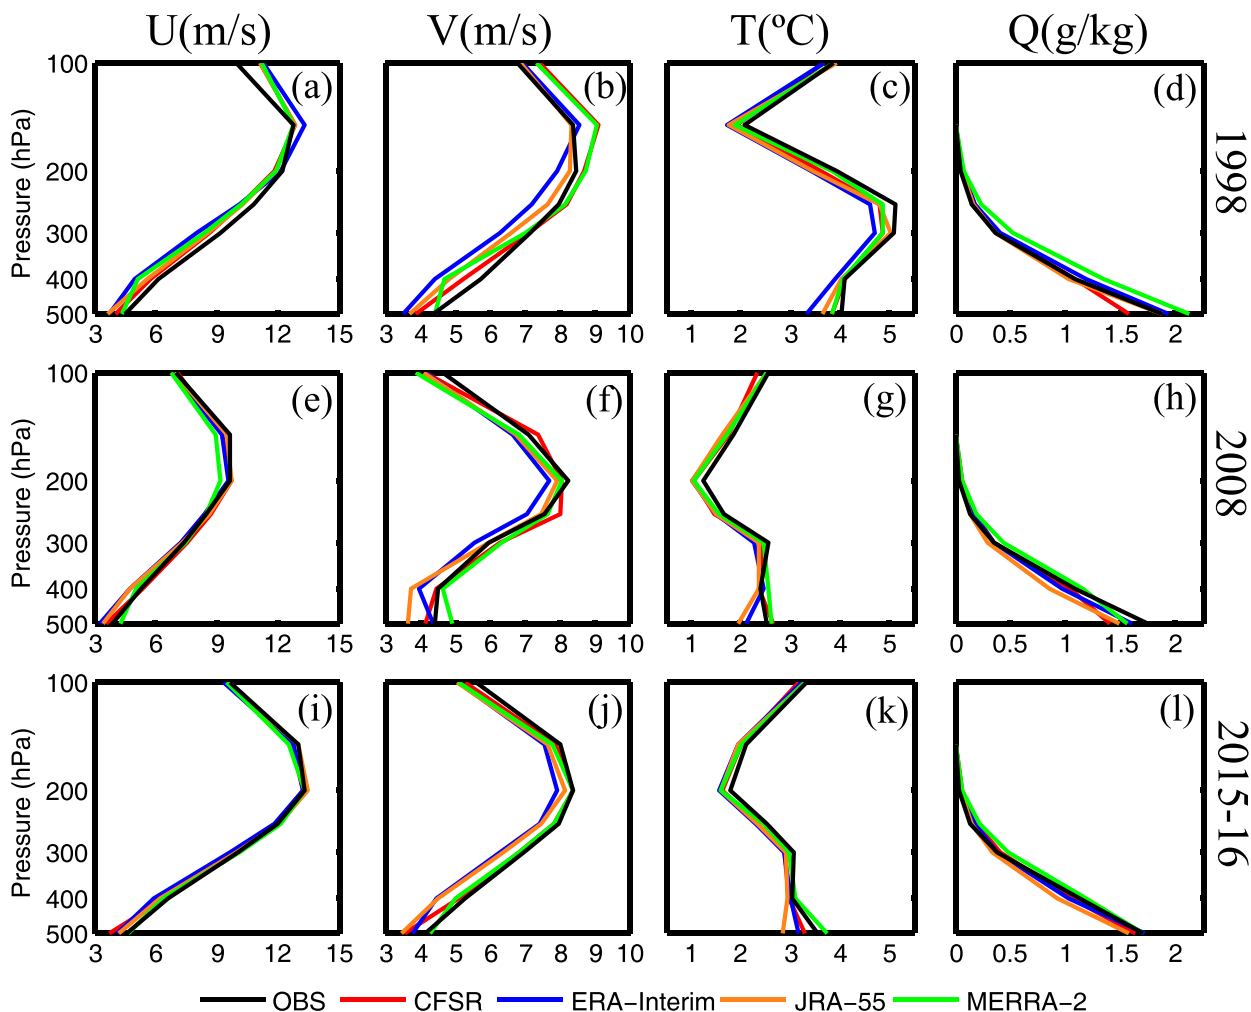 U(m/s) V(m/s) T(ºC) Q(g/kg)
Pressure (hPa) 100 200 300 400 500 (a) (b) (c) (d) 1998
3 6 9 12 15 3 4 5 6 7 8 9 10 1 2 3 4 5 0 0.5 1 1.5 2
Pressure (hPa) 100 200 300 400 500 (e) (f) (g) (h) 2008
3 6 9 12 15 3 4 5 6 7 8 9 10 1 2 3 4 5 0 0.5 1 1.5 2
Pressure (hPa) 100 200 300 400 500 (i) (j) (k) (l) 2015-16
3 6 9 12 15 3 4 5 6 7 8 9 10 1 2 3 4 5 0 0.5 1 1.5 2
OBS CFSR ERA−Interim JRA−55 MERRA−2